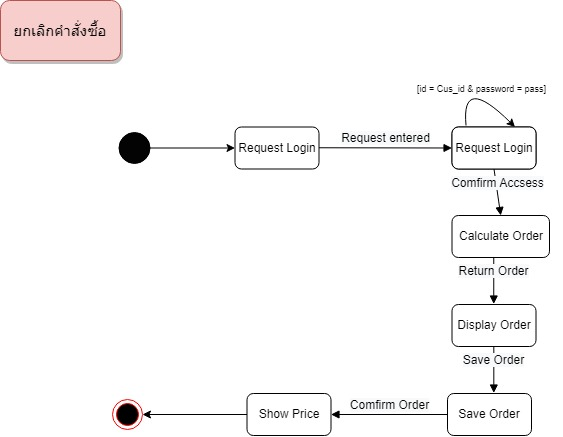 ยกเลิกคำสั่งซื้อ
[id = Cus_id & password = pass]
Request Login
Request entered
Request Login
Comfirm Accsess
Calculate Order
Return Order
Display Order
Save Order
Show Price
Comfirm Order
Save Order